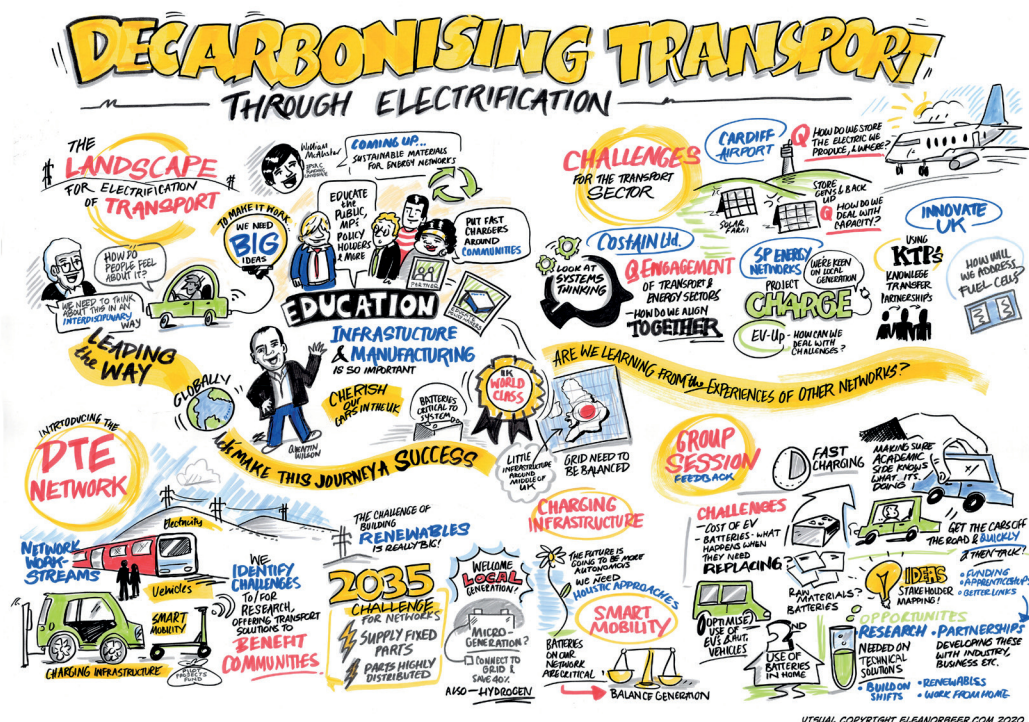 DECARBONISING TRANSPORT
THROUGH ELECTRIFICATION
THE
LANDSCAPE
FOR ELECTRIFICATION
OF TRANSPORT
William
McAlister
COMING UP...
SUSTAINABLE MATERIALS
FOR ENERGY NETWORKS
TO MAKE IT WORK
WE NEED
BIG
IDEAS
EDUCATE
the
PUBLIC,
MPs
POLICY
HOLDERS
& MORE
PUT FAST
CHARGERS
AROUND
COMMUNITIES
PARTNER
HOW DO
PEOPLE FEEL
ABOUT IT?
WE NEED TO THINK
ABOUT THIS IN AN
INTERDISCIPLINARY
WAY
EDUCATION
INFRASTUCTURE
& MANUFACTURING
IS SO IMPORTANT
LEADING
the WAY
GLOBALLY
QUENTIN
WILSON
CHERISH
OUR
CARS IN THE UK
BATTERIES
CRITICAL TO
SYSTEM
UK
WORLD
CLASS
let's MAKE THIS JOURNEY A SUCCESS
LITTLE
INFRASTRUCTURE
AROUND
MIDDLE OF
UK
GRID NEED TO
BE BALANCED
CHALLENGES
FOR THE TRANSPORT
SECTOR
CARDIFF
AIRPORT
Q HOW DO WE STORE
THE ELECTRIC WE
PRODUCE, & WHERE?
SOLAR
FARM
STORE
GENS & BACK
UP
Q HOW DO WE
DEAL WITH
CAPACITY?
COSTAIN Ltd.
LOOK AT
SYSTEMS
THINKING
Q ENGAGEMENT
OF TRANSPORT &
ENERGY SECTORS
- HOW DO WE ALIGN
TOGETHER
SP ENERGY
NETWORKS
WE'RE KEEN
ON LOCAL
GENERATION
PROJECT
CHARGE
EV-Up - HOW CAN WE
DEAL WITH
CHALLENGES?
INNOVATE
UK
USING
KTP's
KNOWLEGE
TRANSFER
PARTNERSHIPS
HOW WILL
WE ADDRESS
FUEL CELLS
ARE WE LEARNING FROM the EXPERIENCES OF OTHER NETWORKS?
INTRODUCING THE
DTE
NETWORK
Electricity
NETWORK
WORK-
STREAMS
Vehicles
SMART
MOBILITY
CHARGING INFRASTRUCTURE
PILOT
PROJECTS
FUND
WE
IDENTIFY
CHALLENGES
TO/FOR
RESEARCH,
OFFERING TRANSPORT
SOLUTIONS TO
BENEFIT
COMMUNITIES
THE CHALLENGE OF
BUILDING
RENEWABLES
IS REALLY BIG!
2035
CHALLENGE
FOR NETWORKS
SUPPLY FIXED
PARTS
PARTS HIGHLY
DISTRIBUTED
WELCOME
LOCAL
GENERATION!
MICRO
GENERATION?
CONNECT TO
GRID &
SAVE 40%
ALSO - HYDROGEN
CHARGING
INFRASTRUCTURE
THE FUTURE IS
GOING TO BE MORE
AUTONOMOUS
WE NEED
HOLISTIC APPROACHES
SMART
MOBILITY
BATTERIES
ON OUR
NETWORK
ARE CRITICAL!
BALANCE GENERATION
GROUP
SESSION
FEEDBACK
FAST
CHARGING
MAKING SURE
ACADEMIC
SIDE KNOWS
WHAT ITS
DOING
CHALLENGES
- COST OF EV
- BATTERIES - WHAT
HAPPENS WHEN
THEY NEED
REPLACING
RAW
MATERIALS?
BATTERIES
GET THE CARS OFF
THE ROAD & QUICKLY
& THEN TALK?
IDEAS
STAKEHOLDER
MAPPING!
• FUNDING
• APPRENTICESHIPS
• BETTER LINKS
OPTIMISE
USE OF
EV'S & AUT.
VEHICLES
2ND
USE OF
BATTERIES
IN HOME
OPPORTUNITES
RESEARCH
NEEDED ON
TECHNICAL
SOLUTIONS
• BUILD ON
SHIFTS
• PARTNERSHIPS
DEVELOP THESE
WITH INDUSTRY,
BUSINESS ETC.
• RENEWABLES
• WORK FROM HOME
VISUAL COPYRIGHT ELEANORBEER.COM 2020